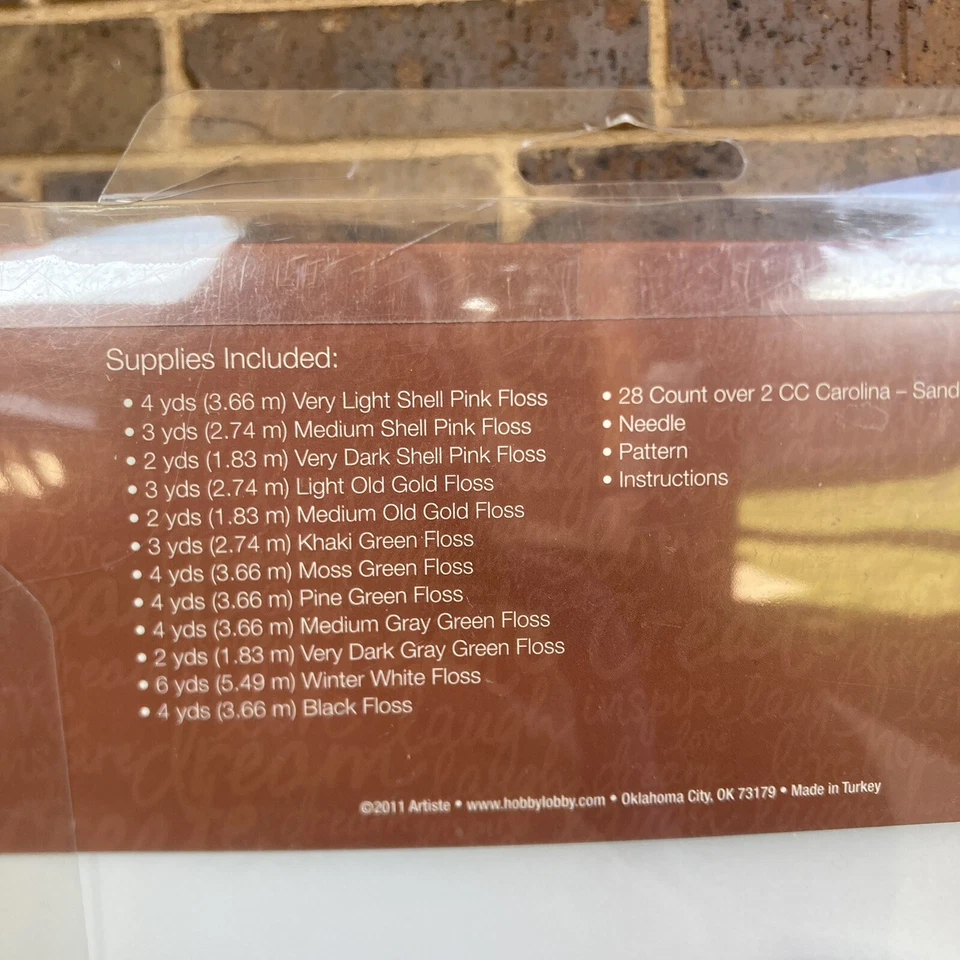 Supplies Included:
• 4 yds (3.66 m) Very Light Shell Pink Floss
• 3 yds (2.74 m) Medium Shell Pink Floss
• 2 yds (1.83 m) Very Dark Shell Pink Floss
• 3 yds (2.74 m) Light Old Gold Floss
• 2 yds (1.83 m) Medium Old Gold Floss
• 3 yds (2.74 m) Khaki Green Floss
• 4 yds (3.66 m) Moss Green Floss
• 4 yds (3.66 m) Pine Green Floss
• 4 yds (3.66 m) Medium Gray Green Floss
• 2 yds (1.83 m) Very Dark Gray Green Floss
• 6 yds (5.49 m) Winter White Floss
• 4 yds (3.66 m) Black Floss
• 28 Count over 2 CC Carolina – Sand
• Needle
• Pattern
• Instructions
dream
©2011 Artiste • www.hobbylobby.com • Oklahoma City, OK 73179 • Made in Turkey